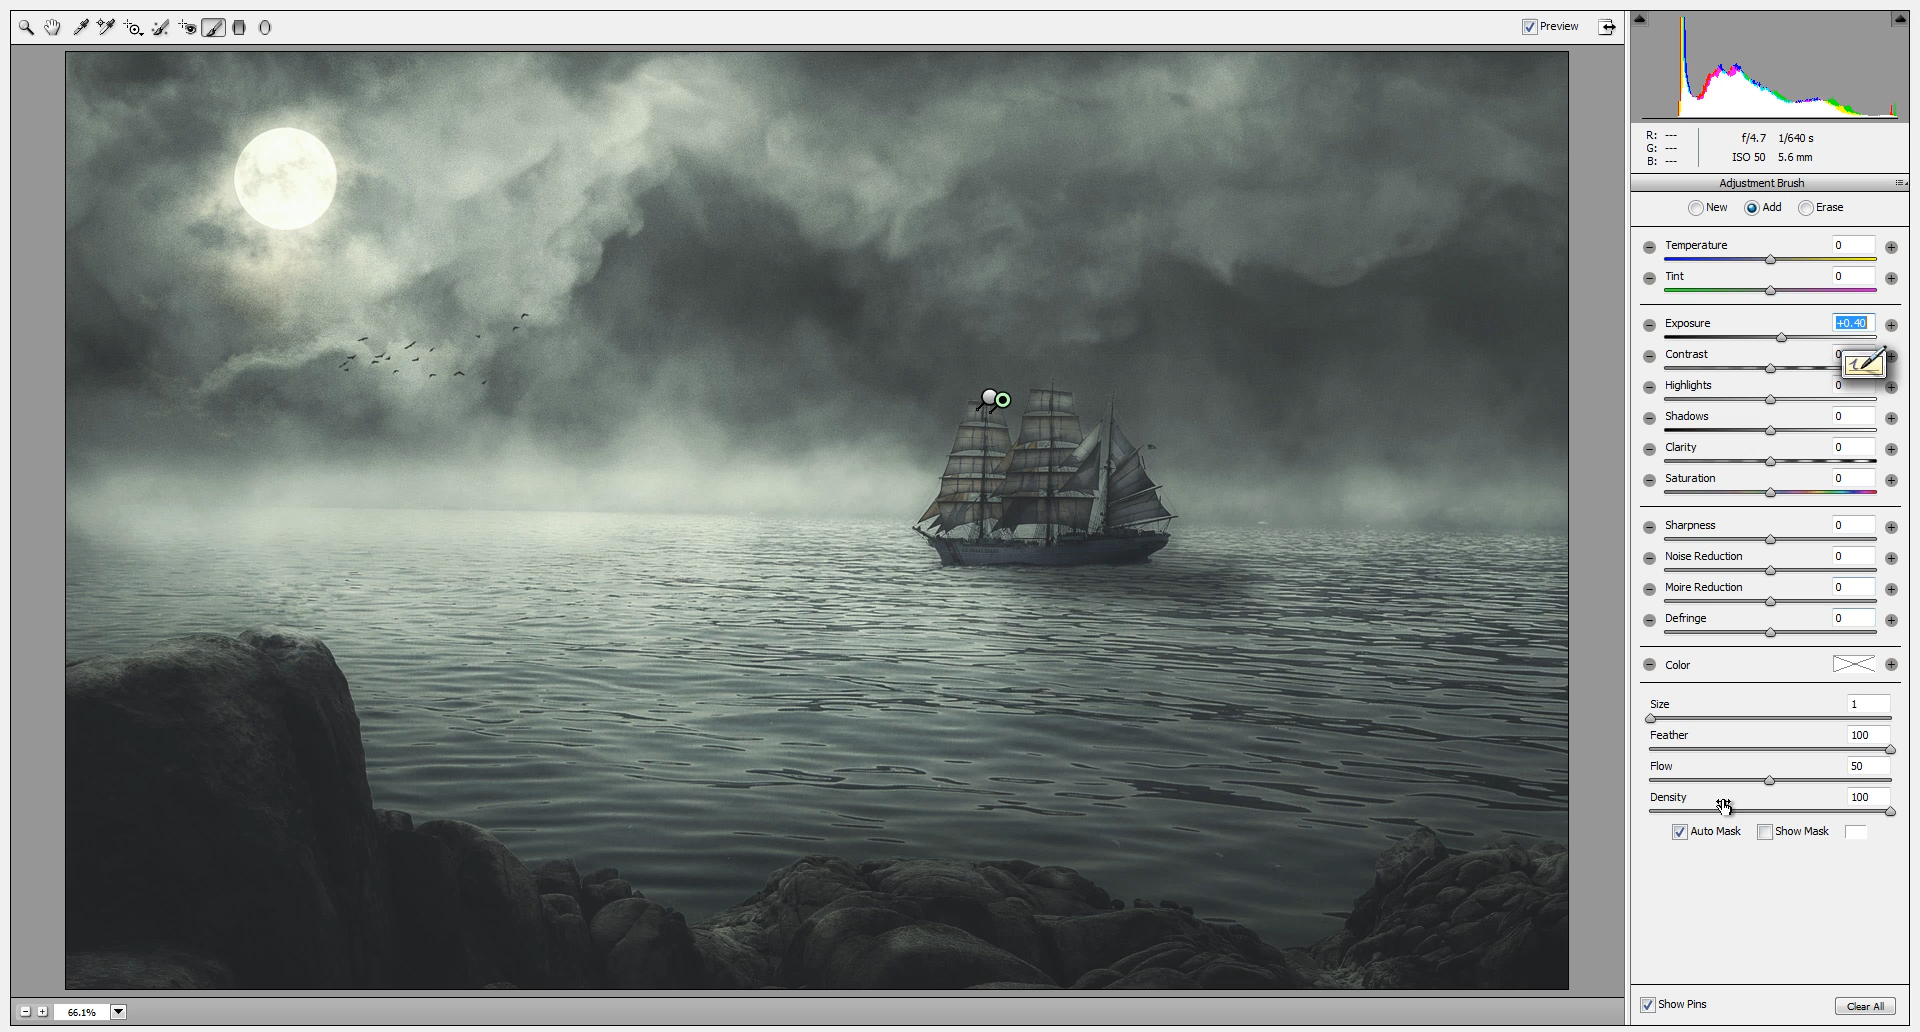 Preview
R: ---
G: ---
B: ---
f/4.7 1/640 s
ISO 50 5.6 mm
Adjustment Brush
New Add Erase
Temperature 0
Tint 0
Exposure +0.40
Contrast 0
Highlights 0
Shadows 0
Clarity 0
Saturation 0
Sharpness 0
Noise Reduction 0
Moire Reduction 0
Defringe 0
Color
Size 1
Feather 100
Flow 50
Density 100
Auto Mask Show Mask
66.1%
Show Pins Clear All